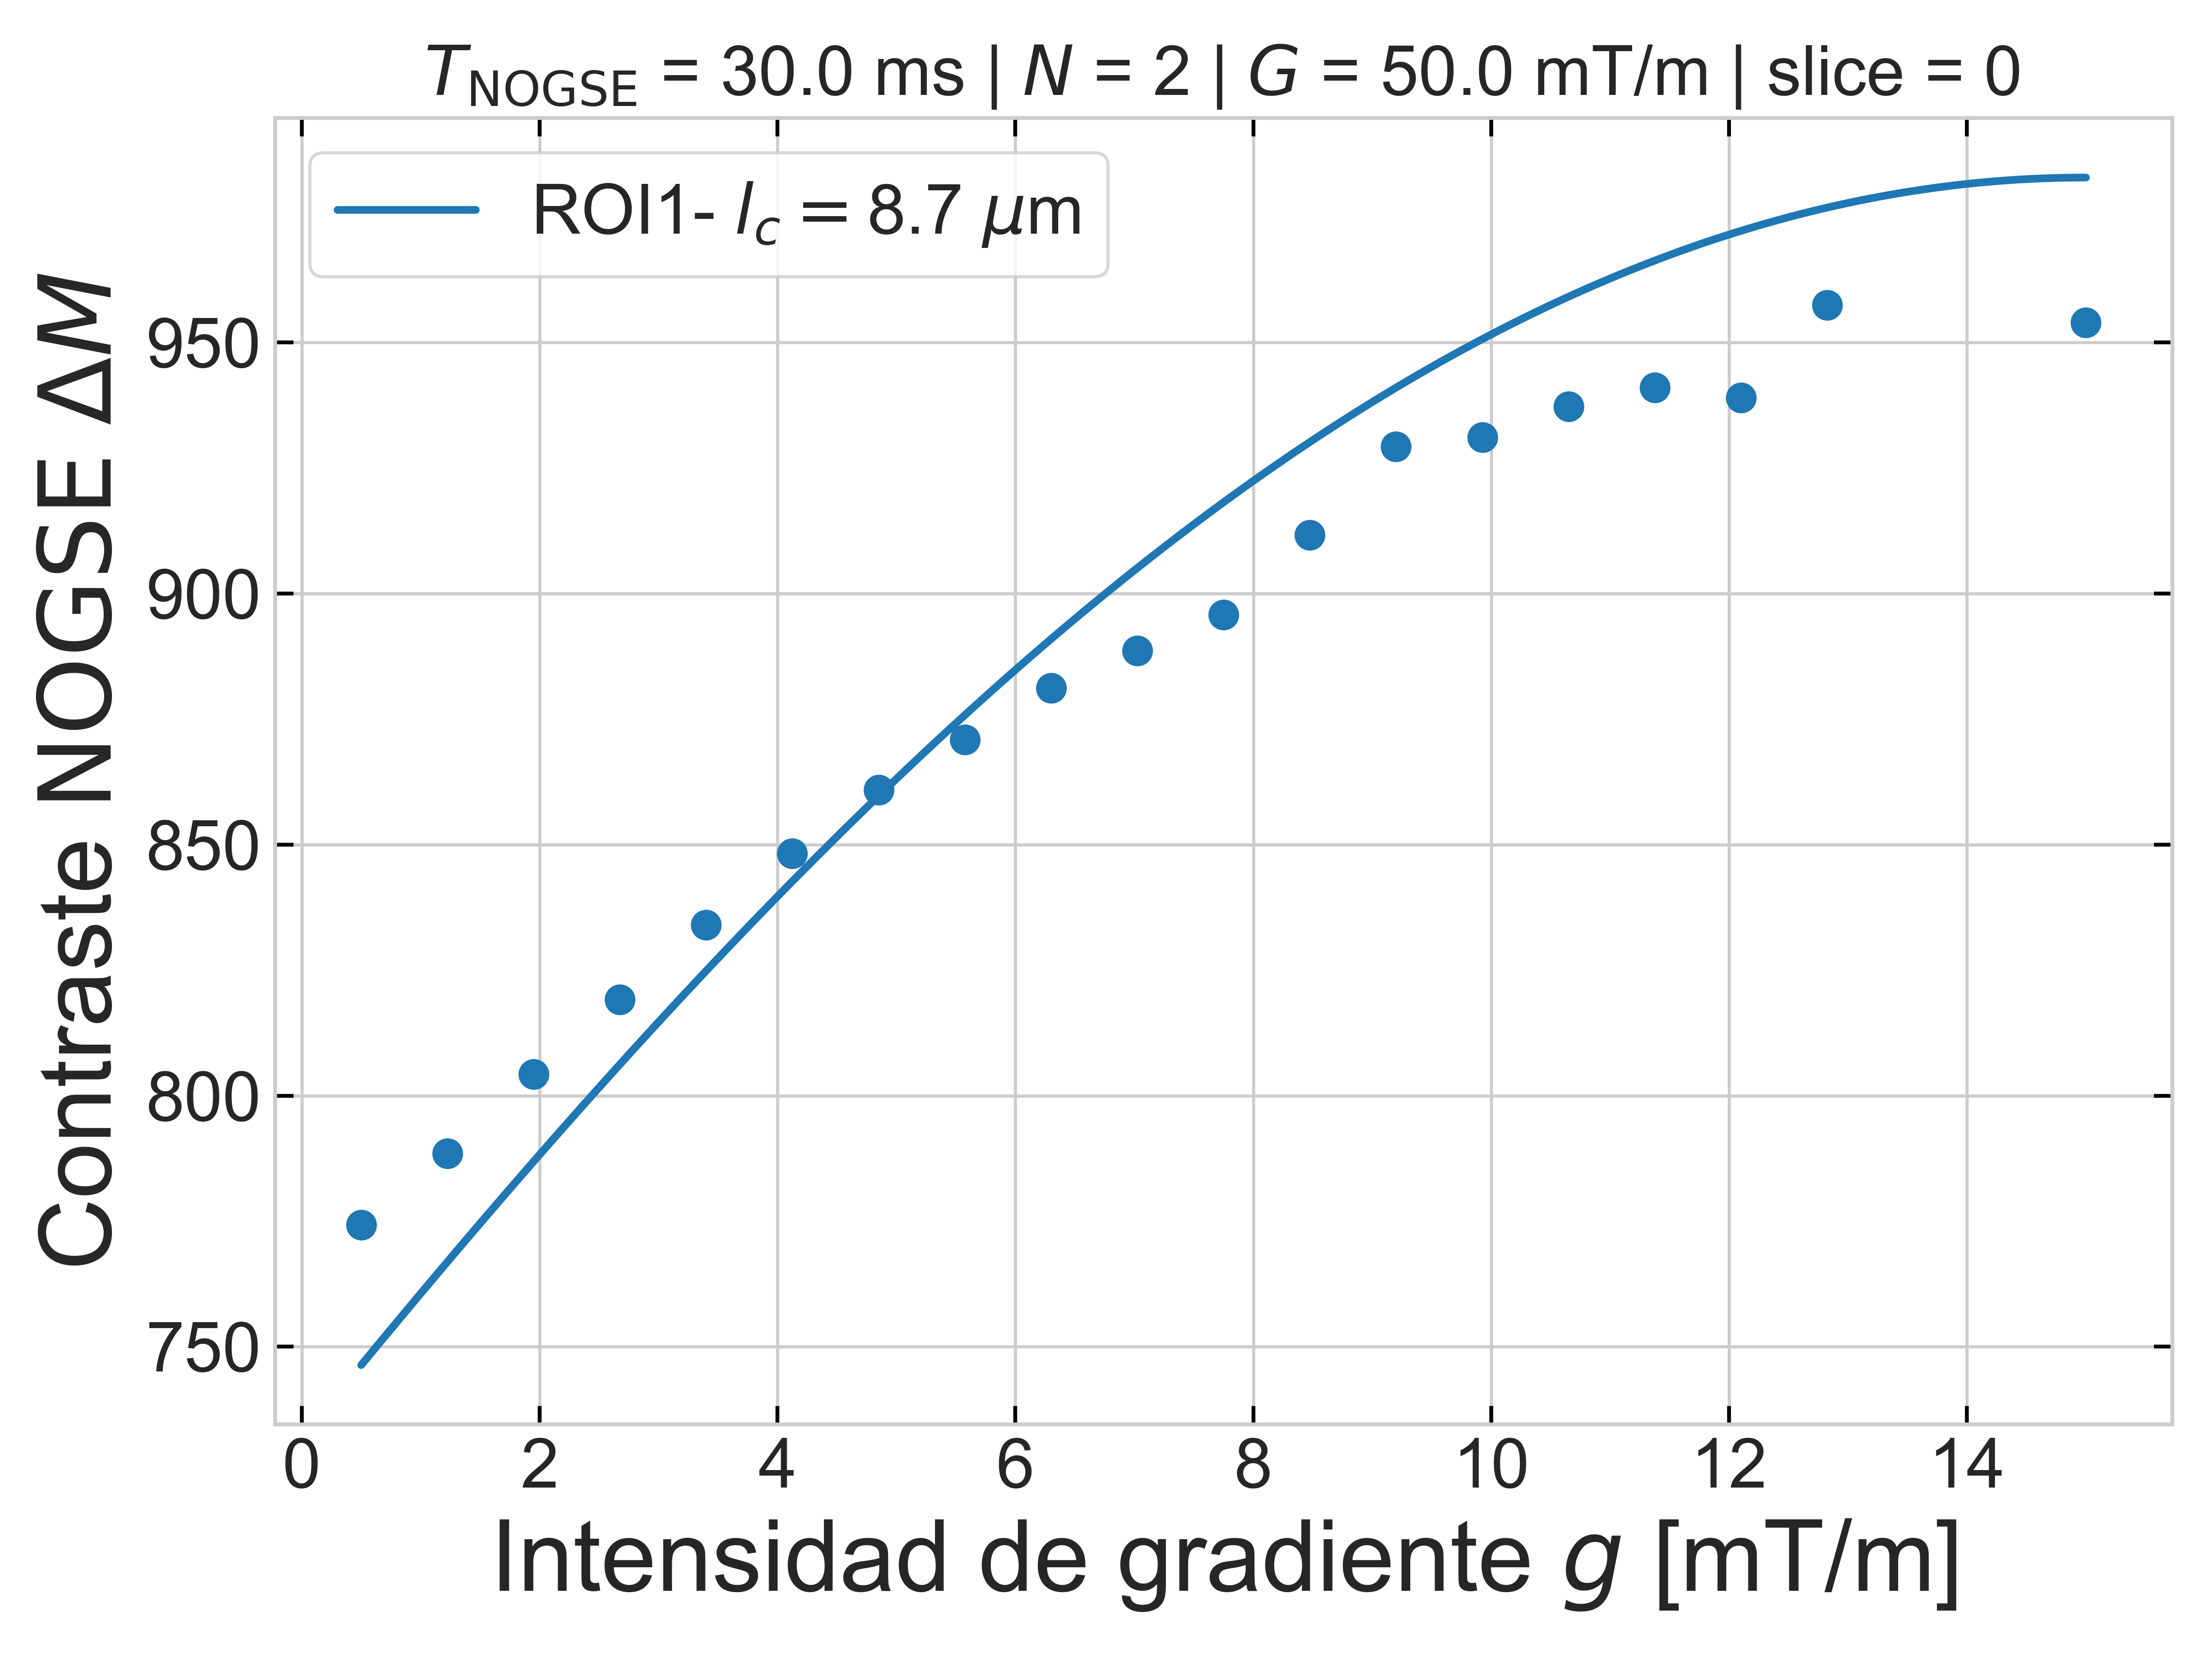 T_NOGSE = 30.0 ms | N = 2 | G = 50.0 mT/m | slice = 0
ROI1- l_c = 8.7 μm
Contraste NOGSE ΔM
950
900
850
800
750
0 2 4 6 8 10 12 14
Intensidad de gradiente g [mT/m]